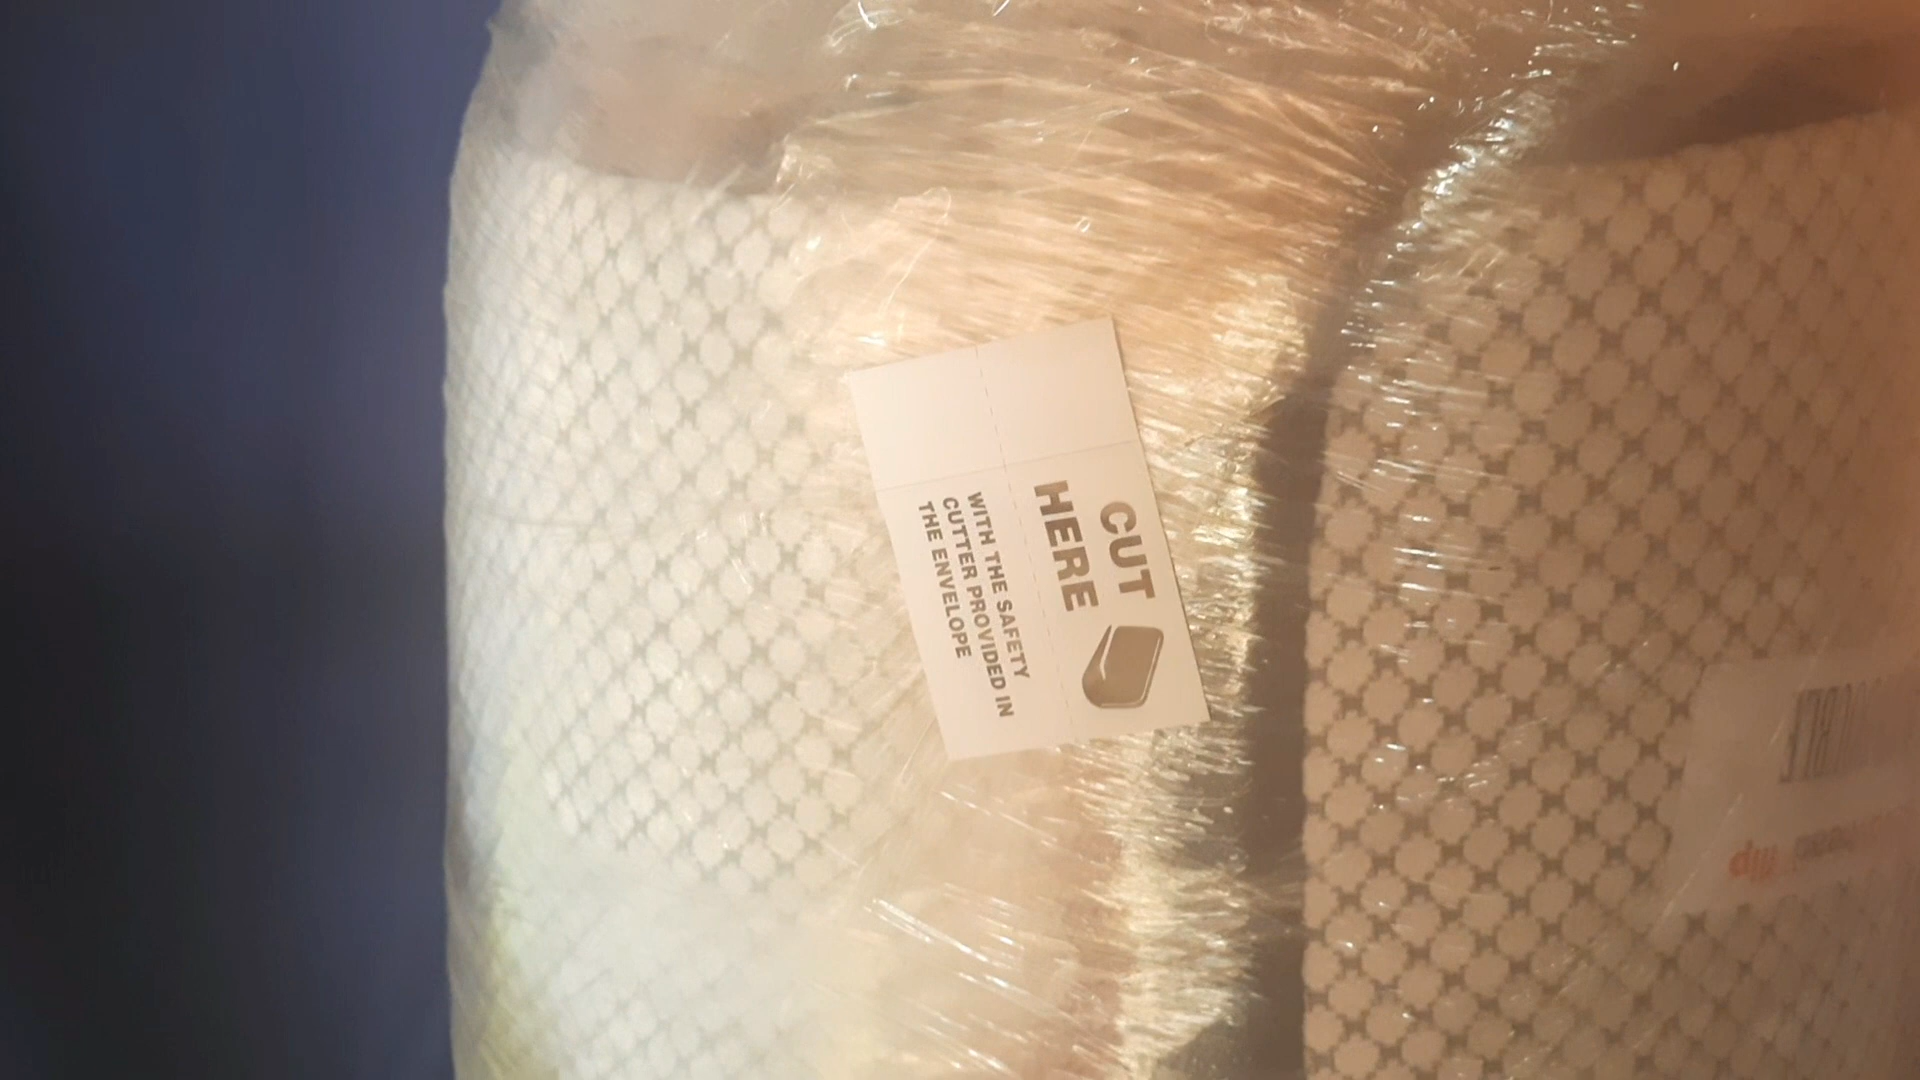 CUT
HERE
WITH THE SAFETY
CUTTER PROVIDED IN
THE ENVELOPE